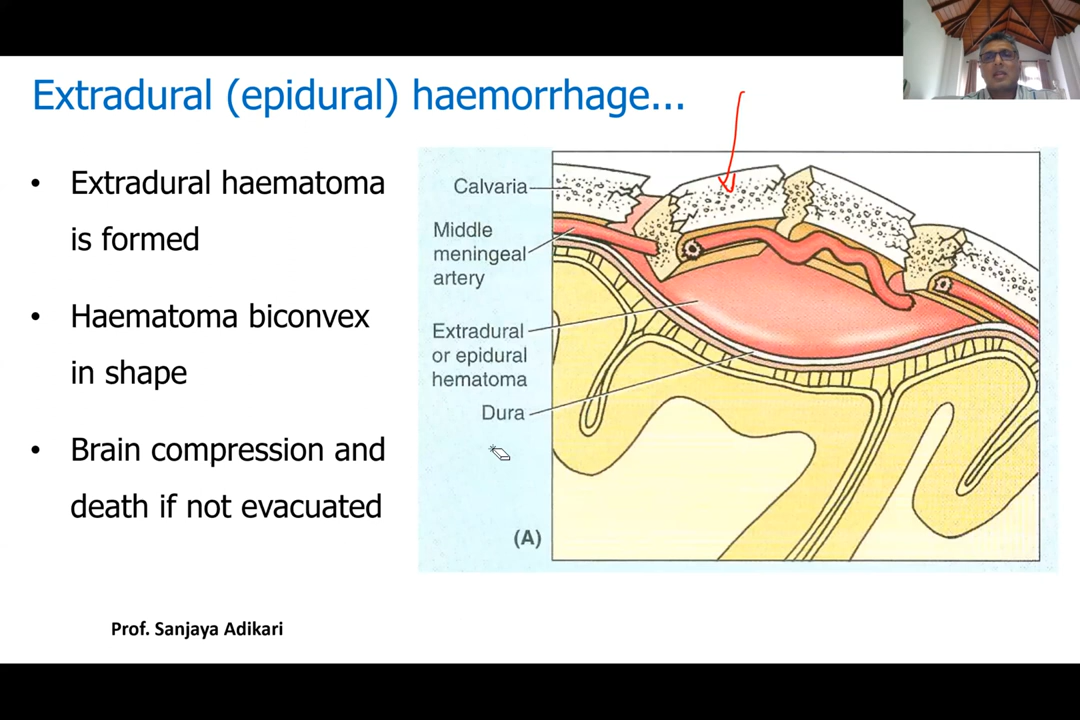 Extradural (epidural) haemorrhage...
• Extradural haematoma
is formed
• Haematoma biconvex
in shape
• Brain compression and
death if not evacuated
Calvaria
Middle
meningeal
artery
Extradural
or epidural
hematoma
Dura
(A)
Prof. Sanjaya Adikari